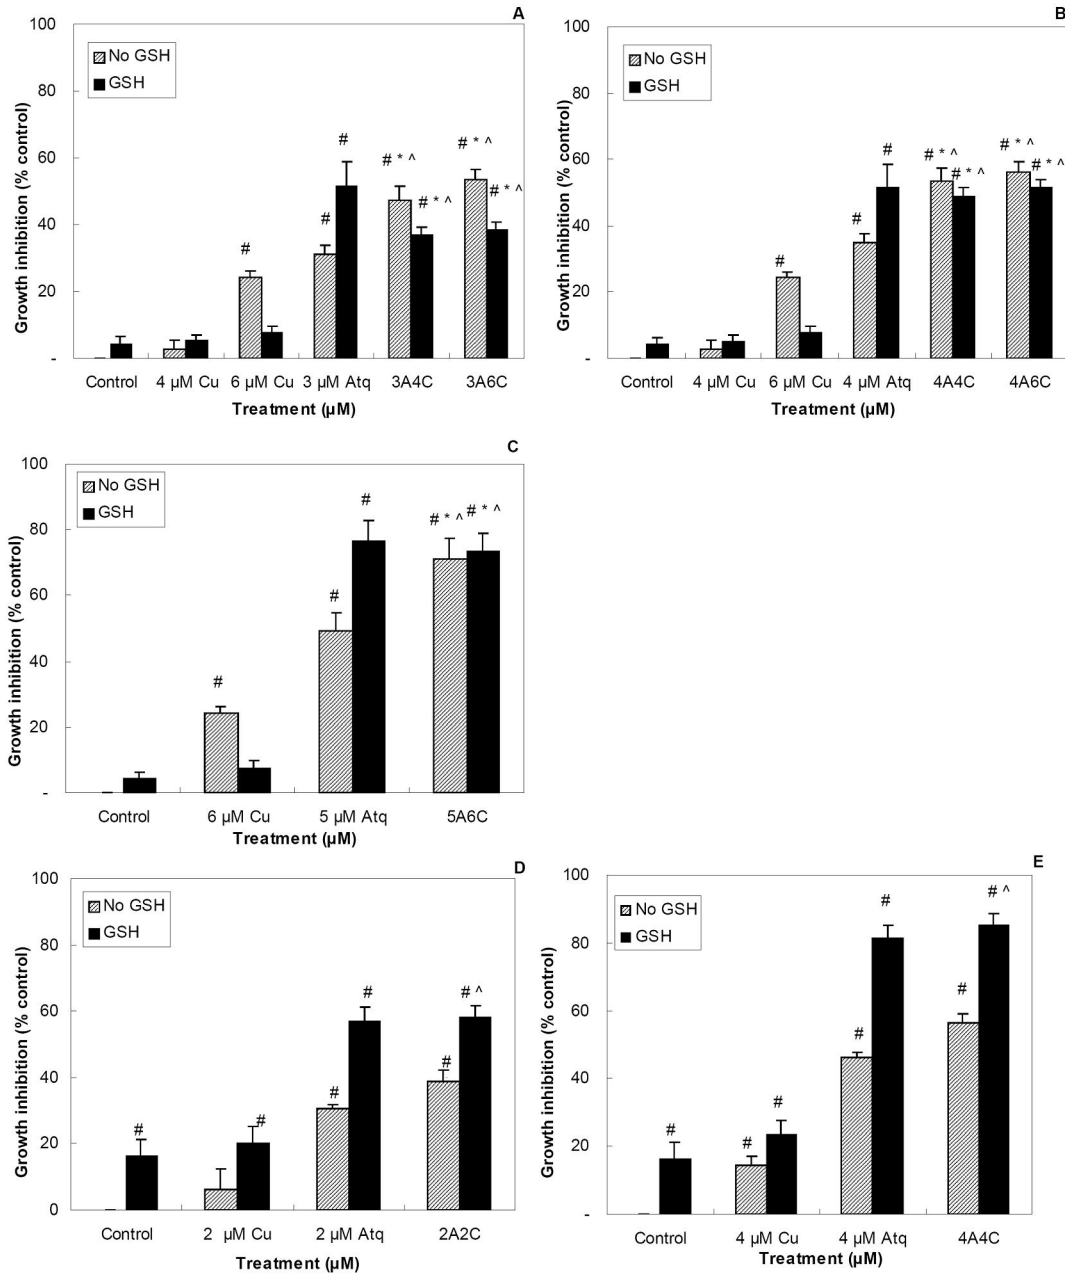 A
100
No GSH
GSH
80
60
40
20
-
Growth inhibition (% control)
# # # # * ^ # * ^ # * ^ # * ^
Control 4 µM Cu 6 µM Cu 3 µM Atq 3A4C 3A6C
Treatment (µM)
B
100
No GSH
GSH
80
60
40
20
-
Growth inhibition (% control)
# # # # * ^ # * ^ # * ^ # * ^
Control 4 µM Cu 6 µM Cu 4 µM Atq 4A4C 4A6C
Treatment (µM)
C
100
No GSH
GSH
80
60
40
20
-
Growth inhibition (% control)
# # # # * ^ # * ^
Control 6 µM Cu 5 µM Atq 5A6C
Treatment (µM)
D
100
No GSH
GSH
80
60
40
20
0
Growth inhibition (% control)
# # # # # # ^
Control 2 µM Cu 2 µM Atq 2A2C
Treatment (µM)
E
100
No GSH
GSH
80
60
40
20
-
Growth inhibition (% control)
# # # # # # # ^
Control 4 µM Cu 4 µM Atq 4A4C
Treatment (µM)